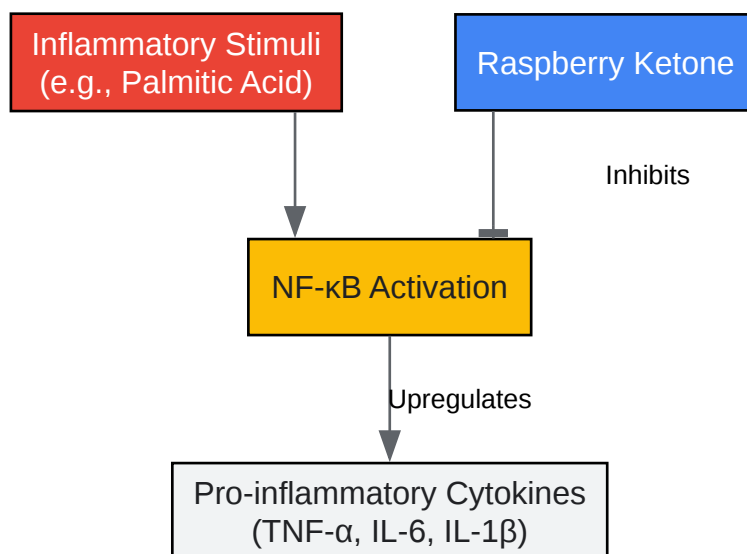 Inflammatory Stimuli
(e.g., Palmitic Acid)
Raspberry Ketone
Inhibits
NF-κB Activation
Upregulates
Pro-inflammatory Cytokines
(TNF-α, IL-6, IL-1β)